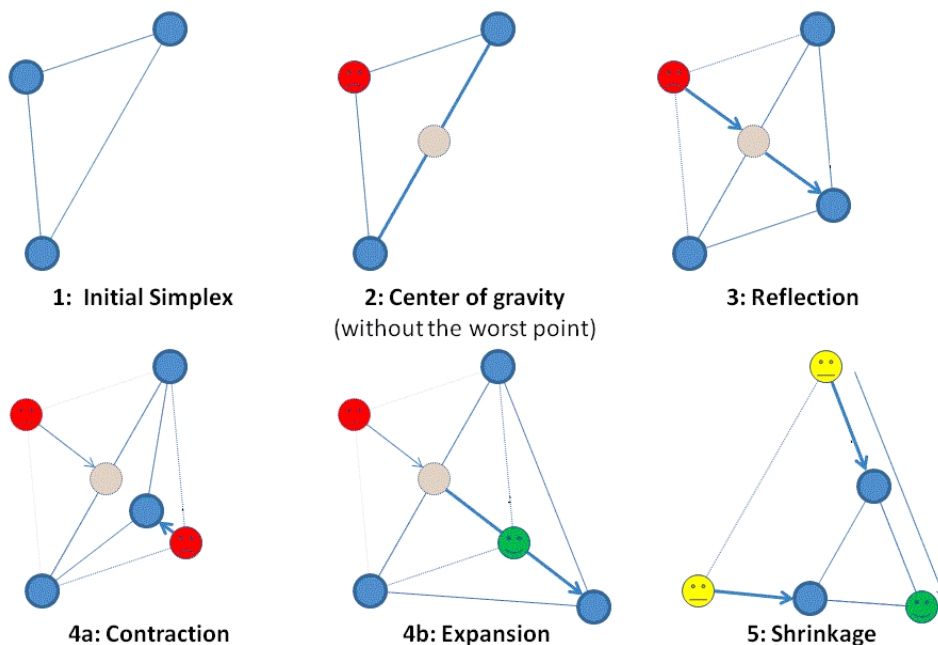 1: Initial Simplex
2: Center of gravity
(without the worst point)
3: Reflection
4a: Contraction
4b: Expansion
5: Shrinkage